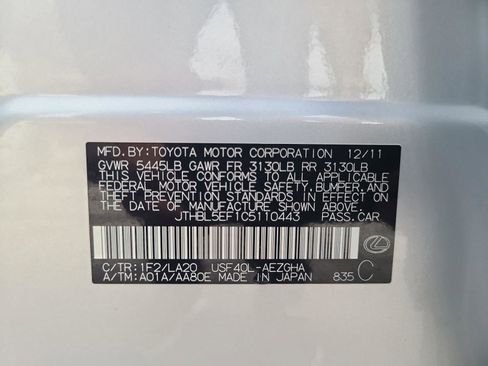 MFD. BY: TOYOTA MOTOR CORPORATION 12/11
GVWR 5445LB GAWR FR 3130LB RR 3130LB
THIS VEHICLE CONFORMS TO ALL APPLICABLE
FEDERAL MOTOR VEHICLE SAFETY, BUMPER, AND
THEFT PREVENTION STANDARDS IN EFFECT ON
THE DATE OF MANUFACTURE SHOWN ABOVE.
JTHBL5EF1C5110443 PASS.CAR
C/TR: 1F2/LA20 USF40L-AEZGHA
A/TM: A01A/AA80E MADE IN JAPAN 835 C